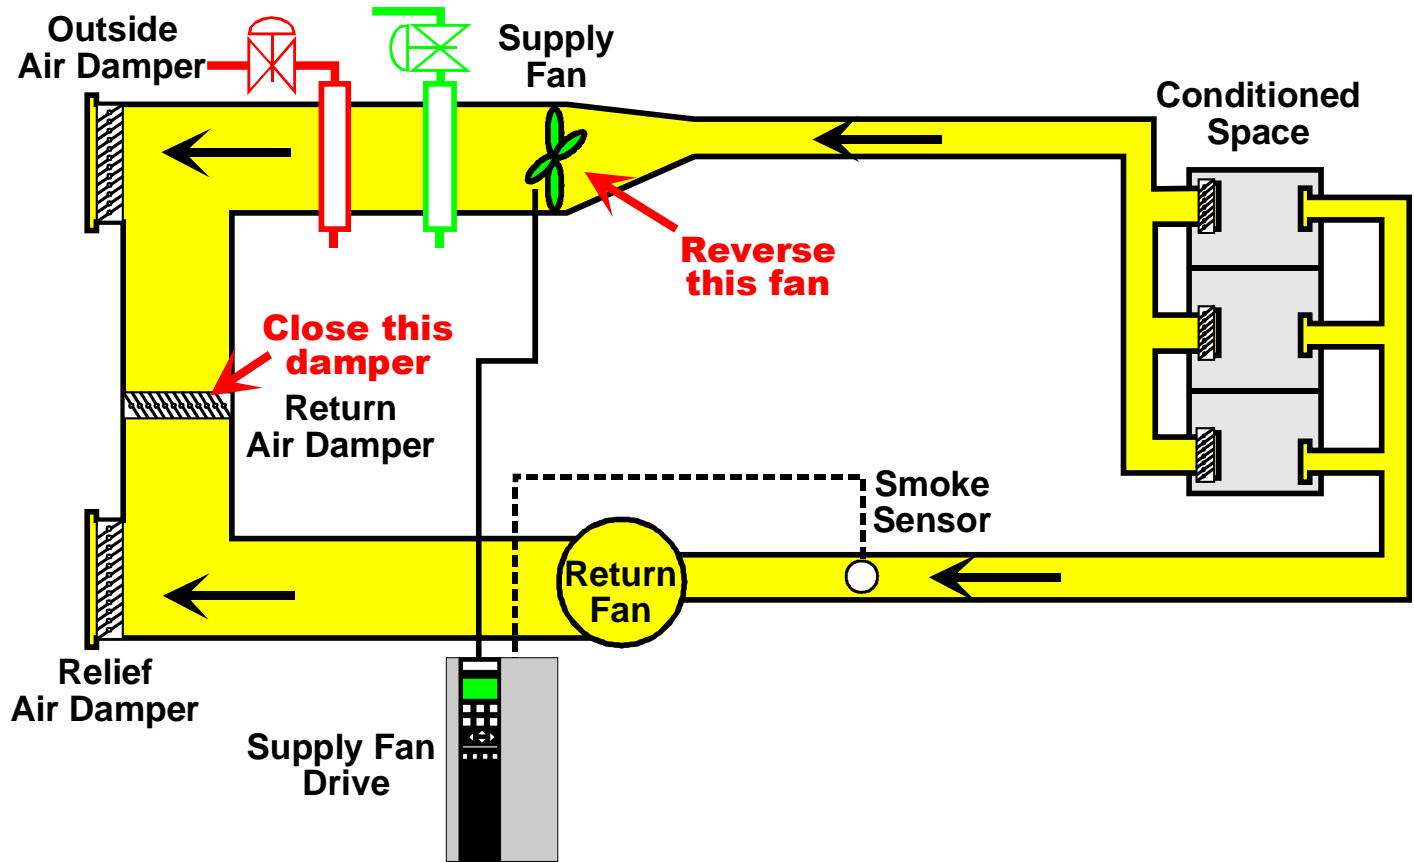 Outside
Air Damper
Supply
Fan
Conditioned
Space
Reverse
this fan
Close this
damper
Return
Air Damper
Smoke
Sensor
Return
Fan
Relief
Air Damper
Supply Fan
Drive